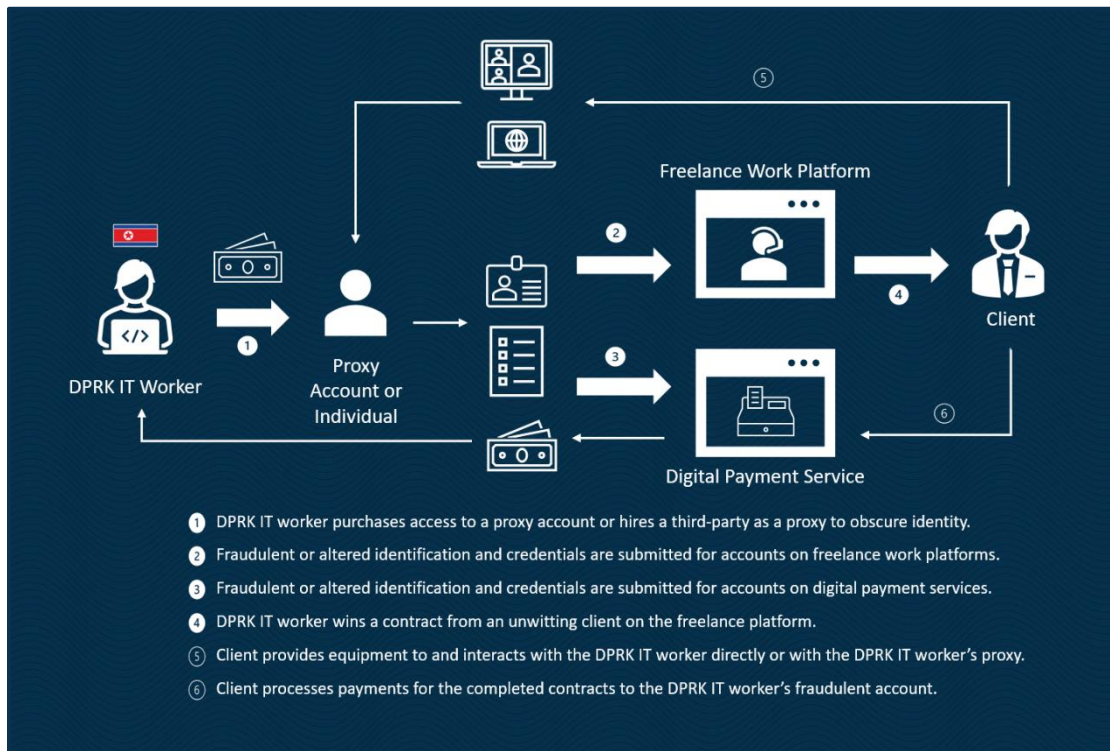 5
Freelance Work Platform
2
4
Client
1
</>
DPRK IT Worker
Proxy
Account or
Individual
3
6
Digital Payment Service
1 DPRK IT worker purchases access to a proxy account or hires a third-party as a proxy to obscure identity.
2 Fraudulent or altered identification and credentials are submitted for accounts on freelance work platforms.
3 Fraudulent or altered identification and credentials are submitted for accounts on digital payment services.
4 DPRK IT worker wins a contract from an unwitting client on the freelance platform.
5 Client provides equipment to and interacts with the DPRK IT worker directly or with the DPRK IT worker’s proxy.
6 Client processes payments for the completed contracts to the DPRK IT worker’s fraudulent account.